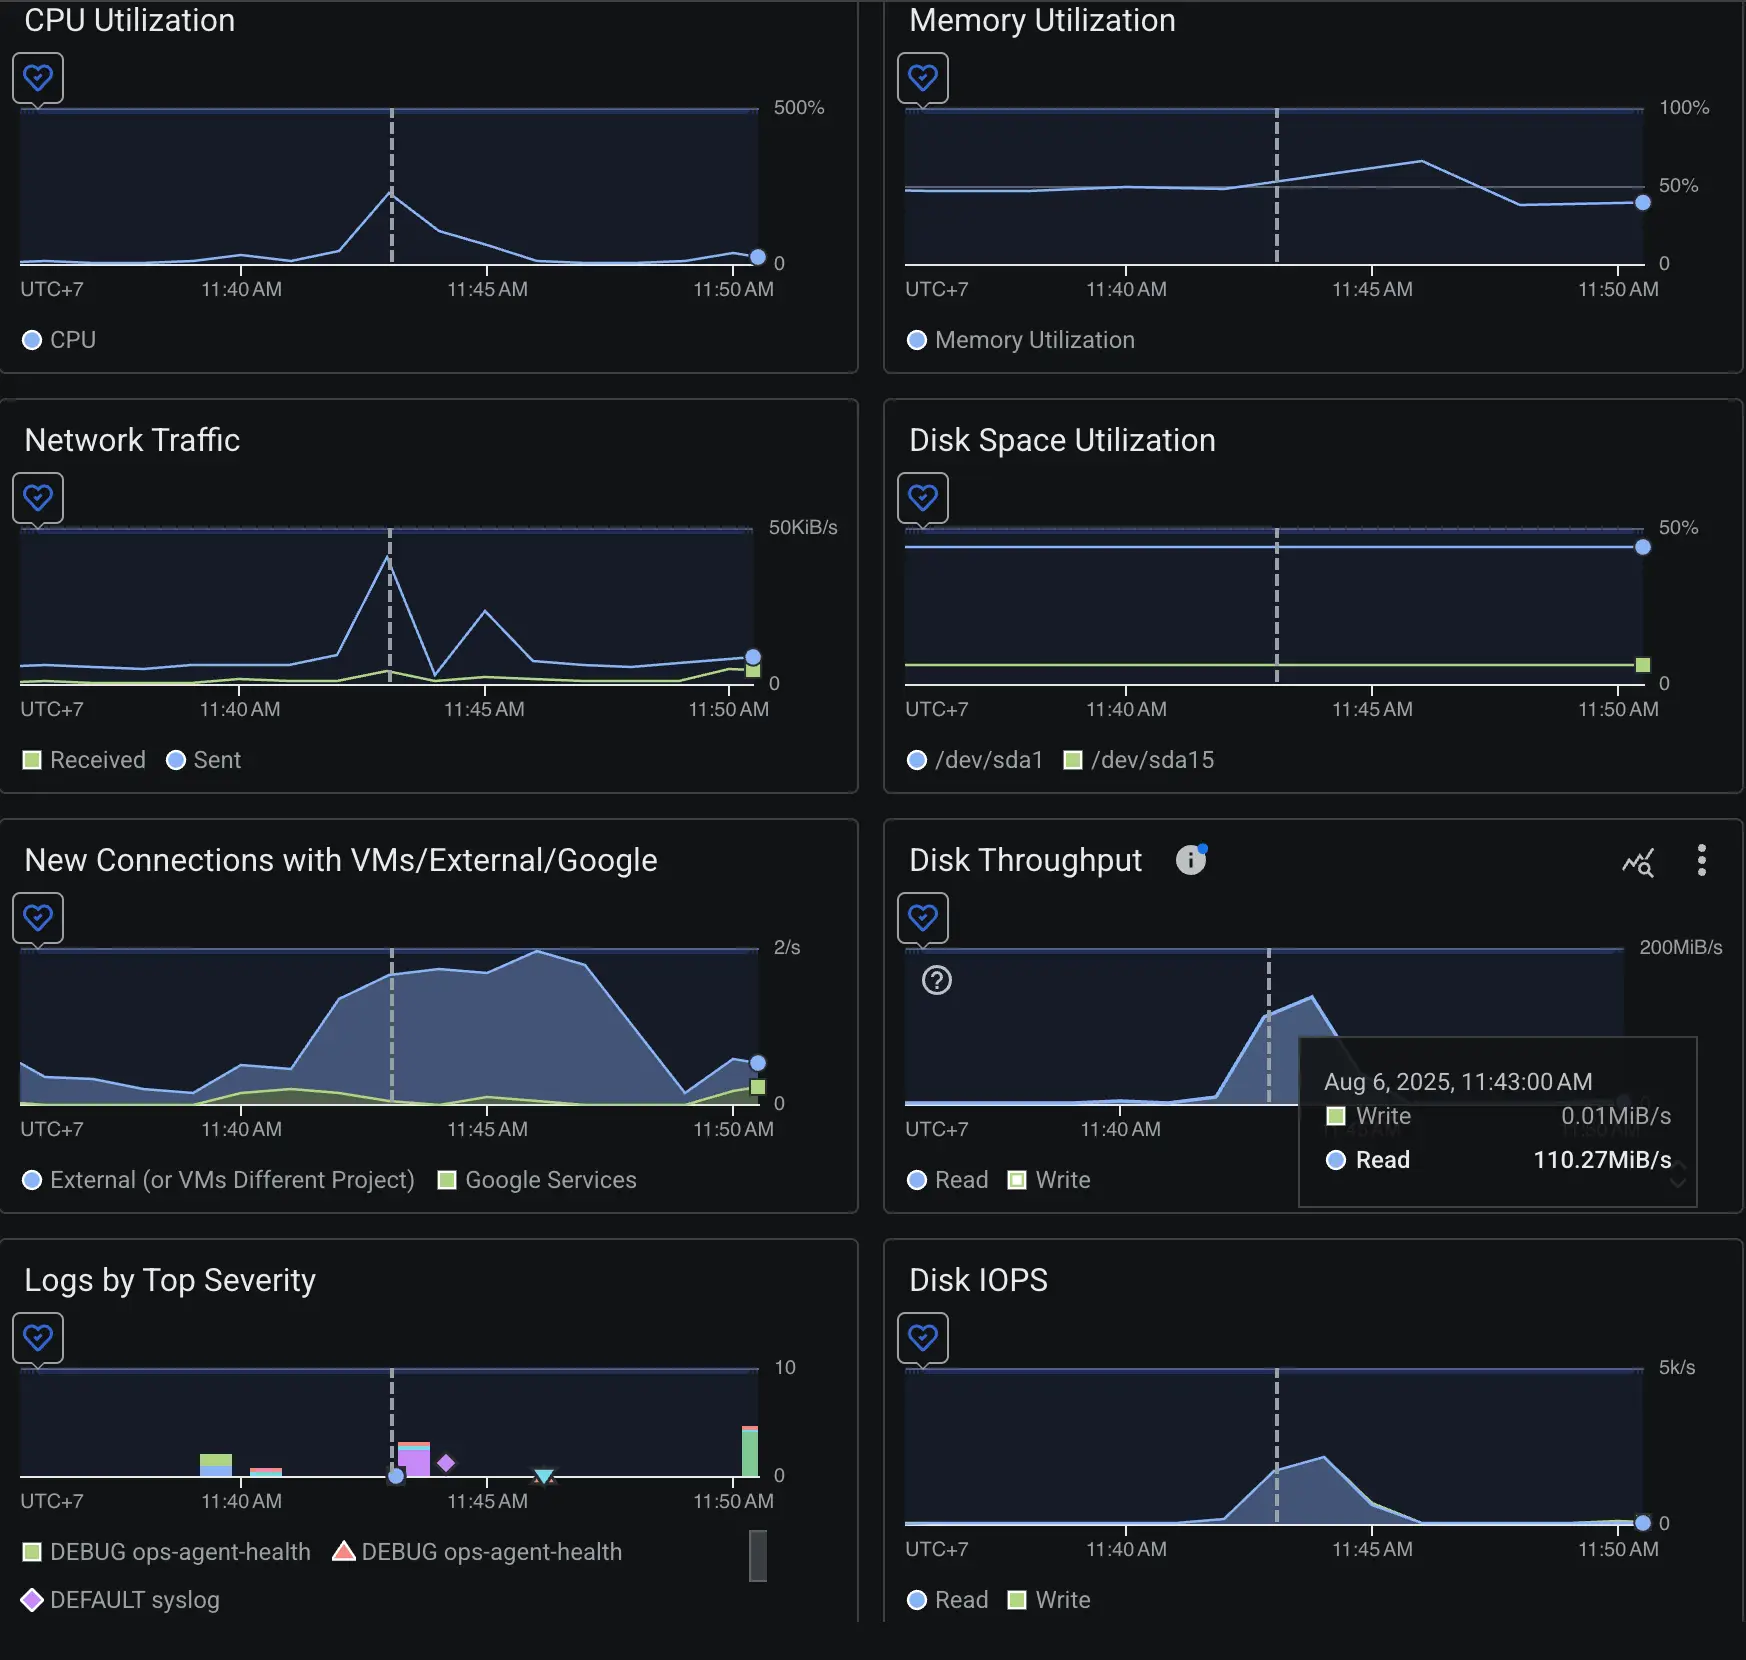 CPU Utilization
500%
0
UTC+7 11:40 AM 11:45 AM 11:50 AM
CPU
Memory Utilization
100%
50%
0
UTC+7 11:40 AM 11:45 AM 11:50 AM
Memory Utilization
Network Traffic
50KiB/s
0
UTC+7 11:40 AM 11:45 AM 11:50 AM
Received Sent
Disk Space Utilization
50%
0
UTC+7 11:40 AM 11:45 AM 11:50 AM
/dev/sda1 /dev/sda15
New Connections with VMs/External/Google
2/s
0
UTC+7 11:40 AM 11:45 AM 11:50 AM
External (or VMs Different Project) Google Services
Disk Throughput
200MiB/s
UTC+7 11:40 AM
Aug 6, 2025, 11:43:00 AM
Write 0.01MiB/s
Read 110.27MiB/s
Read Write
Logs by Top Severity
10
0
UTC+7 11:40 AM 11:45 AM 11:50 AM
DEBUG ops-agent-health DEBUG ops-agent-health
DEFAULT syslog
Disk IOPS
5k/s
0
UTC+7 11:40 AM 11:45 AM 11:50 AM
Read Write